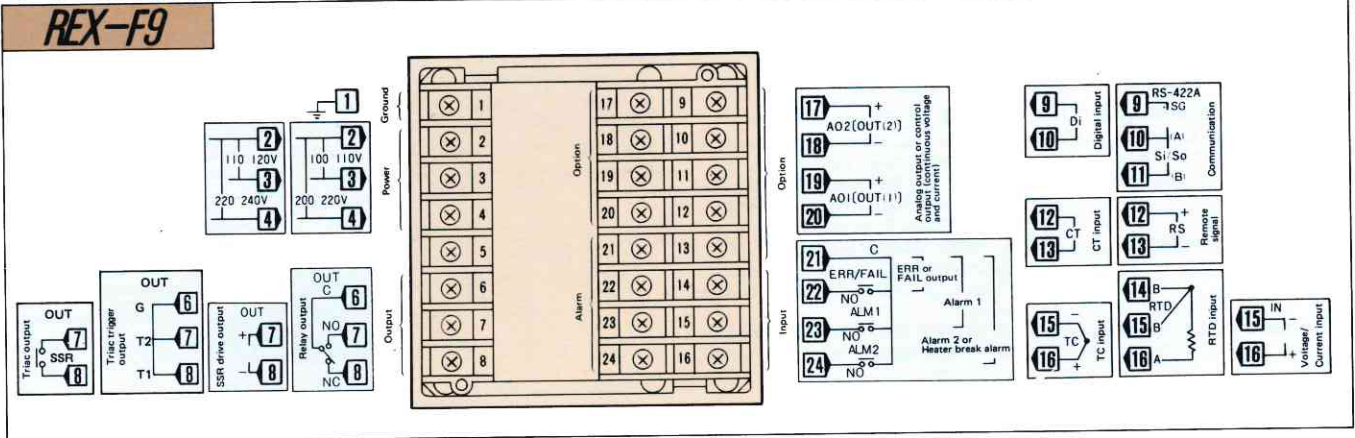 REX-F9
1
Ground
2
110 120V
3
220 240V
4
2
100 110V
3
200 220V
4
Power
OUT
7
SSR
8
Triac output
OUT
G 6
T2 7
T1 8
Triac trigger output
OUT
+ 7
- 8
SSR drive output
OUT
C 6
NO 7
NC 8
Relay output
Output
1
2
3
4
5
6
7
8
Option
Alarm
17 9
18 10
19 11
20 12
21 13
22 14
23 15
24 16
Option
Input
17 +
AO2(OUT(2))
18 -
19 +
AO1(OUT(1))
20 -
Analog output or control
output (continuous voltage
and current)
21 C
ERR/FAIL
22 NO
ERR or
FAIL output
ALM1
23 NO
Alarm 1
ALM2
24 NO
Alarm 2 or
Heater break alarm
9
Di
10
Digital input
RS-422A
9 SG
10 (A)
Si/So
11 (B)
Communication
12
CT
13
CT input
12 +
RS
13 -
Remote
signal
15 -
TC
16 +
TC input
14 B
RTD
15 B'
16 A
RTD input
15 IN -
16 +
Voltage/
Current input